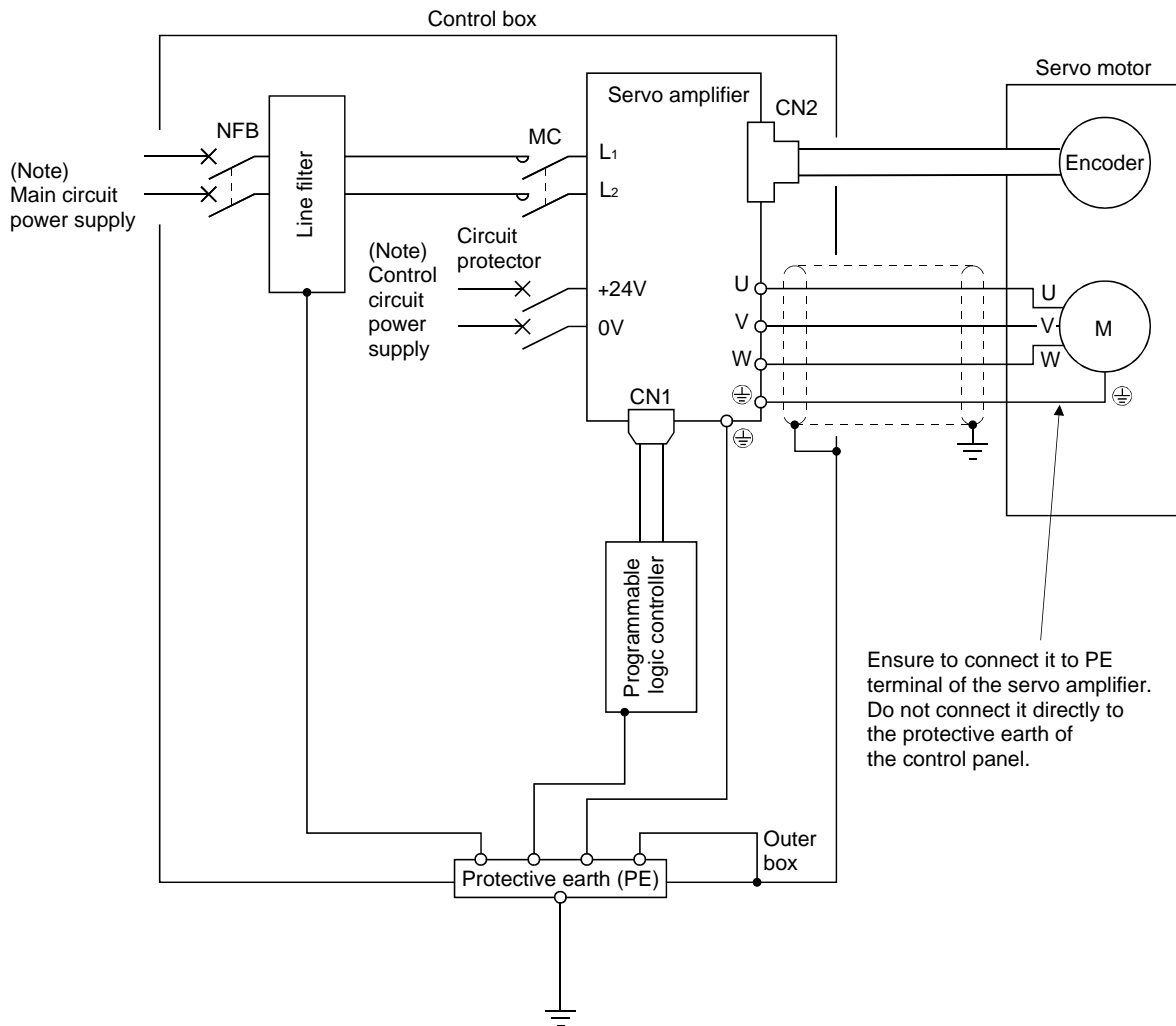 Control box
Servo motor
Servo amplifier
CN2
NFB
MC
L1
L2
Encoder
(Note)
Main circuit
power supply
Line filter
(Note)
Control
circuit
power
supply
Circuit
protector
+24V
0V
U
V
W
U
V
W
M
CN1
Programmable
logic controller
Ensure to connect it to PE
terminal of the servo amplifier.
Do not connect it directly to
the protective earth of
the control panel.
Outer
box
Protective earth (PE)